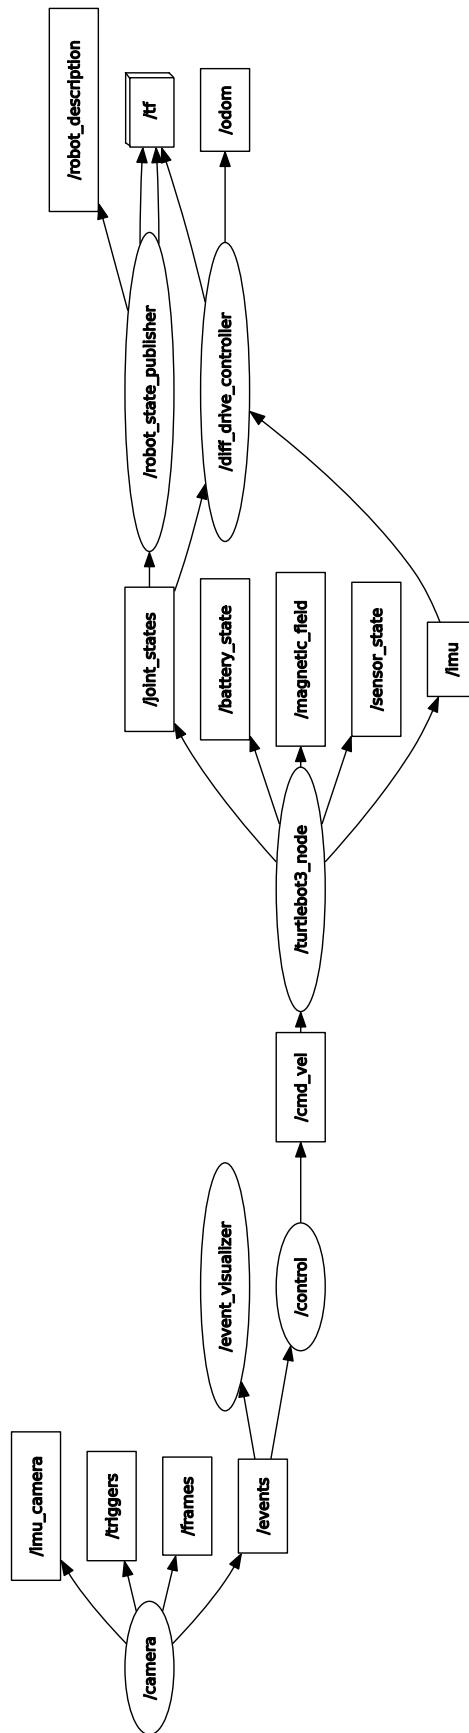 /camera
/imu_camera
/triggers
/frames
/events
/event_visualizer
/control
/cmd_vel
/turtlebot3_node
/joint_states
/battery_state
/magnetic_field
/sensor_state
/imu
/robot_state_publisher
/diff_drive_controller
/robot_description
/tf
/odom